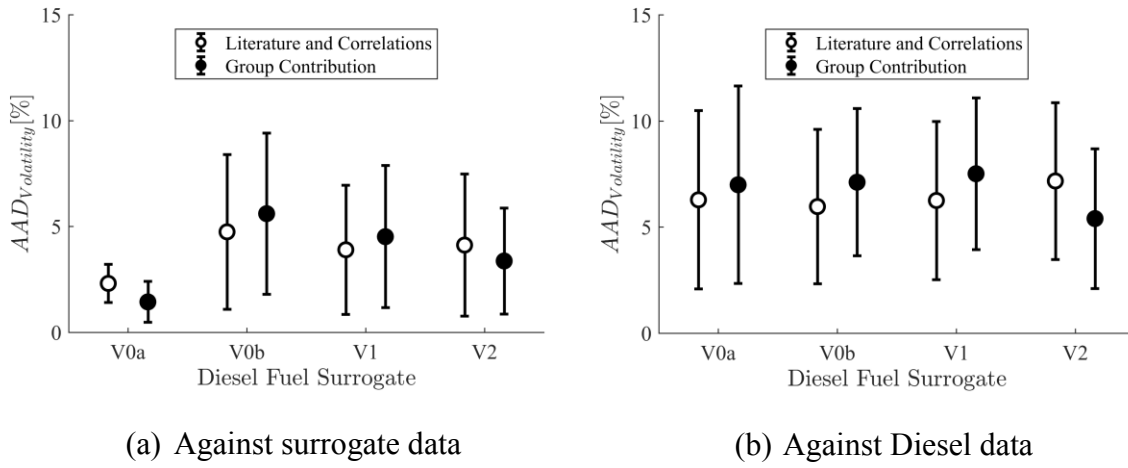 15
10
5
0
AAD_Volatility[%]
Literature and Correlations
Group Contribution
V0a V0b V1 V2
Diesel Fuel Surrogate
(a) Against surrogate data
15
10
5
0
AAD_Volatility[%]
Literature and Correlations
Group Contribution
V0a V0b V1 V2
Diesel Fuel Surrogate
(b) Against Diesel data